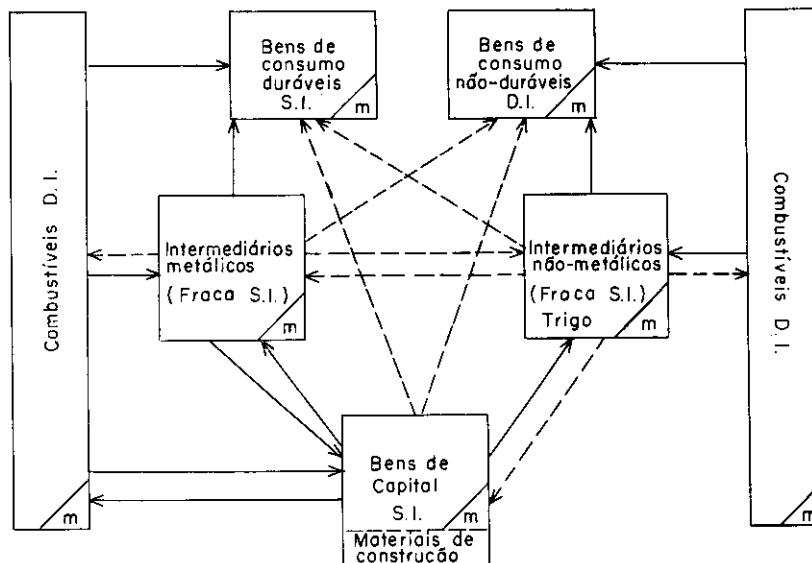 Bens de
consumo
duráveis
S.I.
m
Bens de
consumo
não-duráveis
D.I.
m
Combustíveis D.I.
m
Intermediários
metálicos
(Fraca S.I.)
m
Intermediários
não-metálicos
(Fraca S.I.)
Trigo
m
Combustíveis D.I.
m
Bens de
Capital
S.I.
m
Materiais de
construção